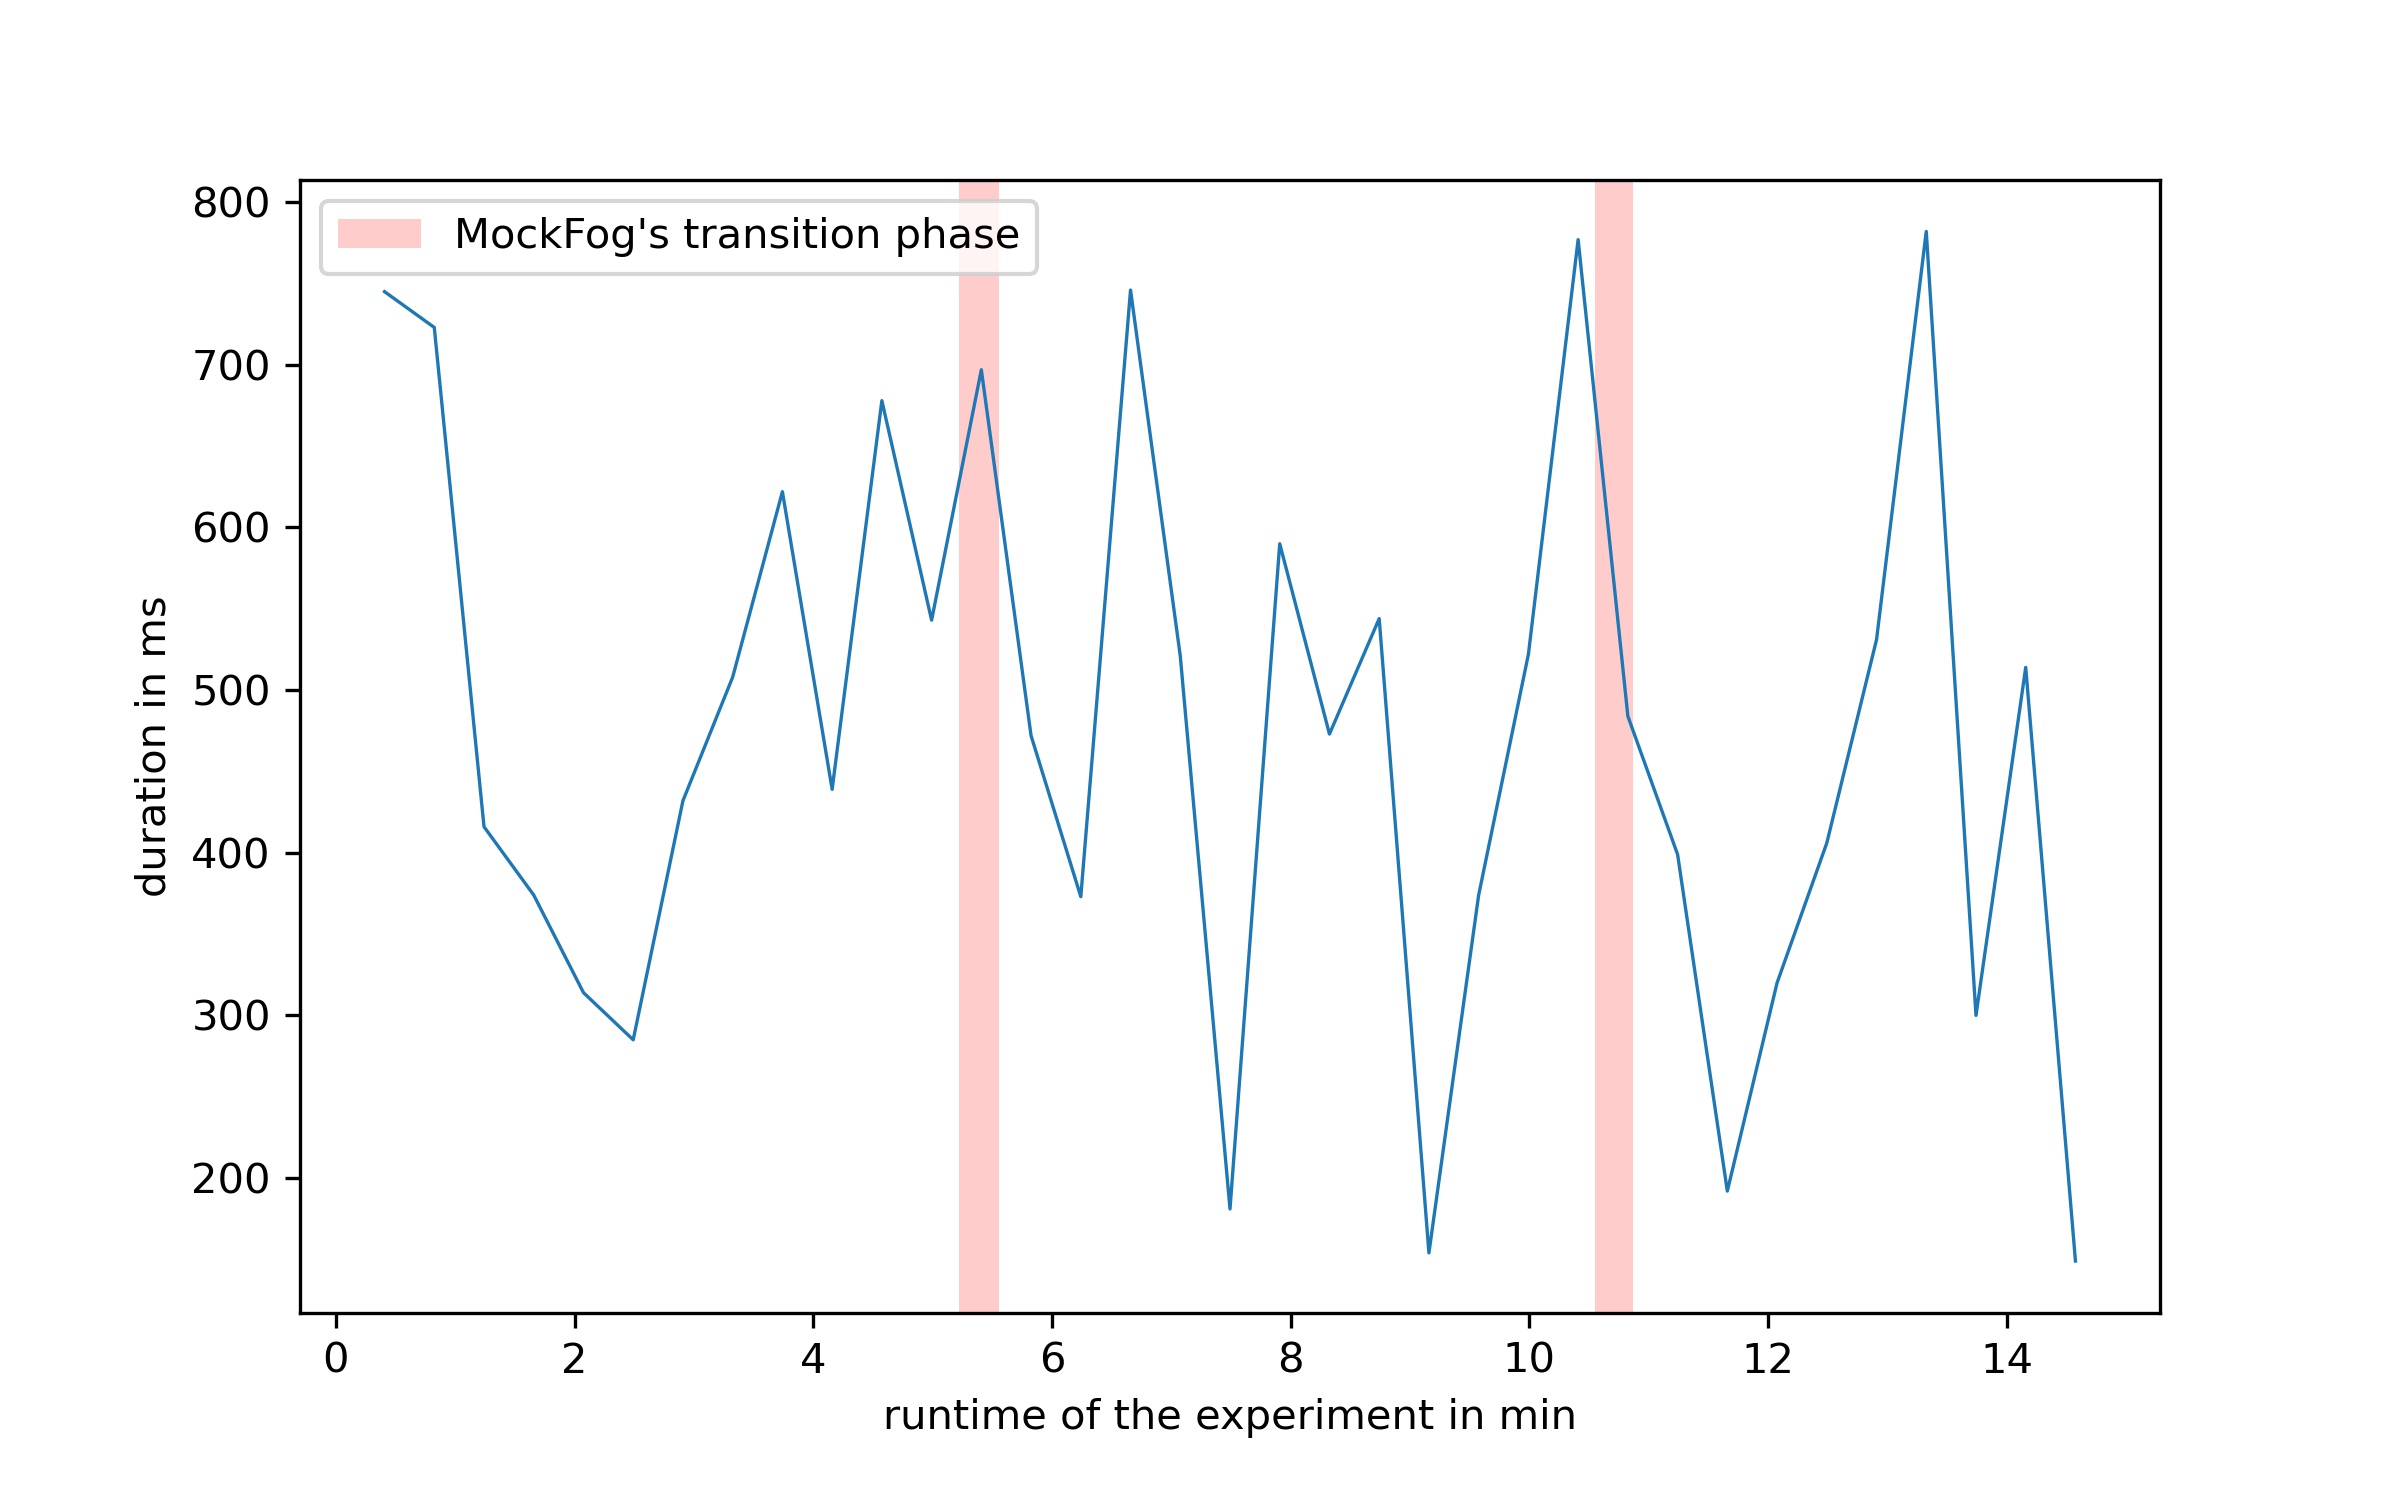 800
MockFog's transition phase
700
600
500
400
300
200
duration in ms
0 2 4 6 8 10 12 14
runtime of the experiment in min